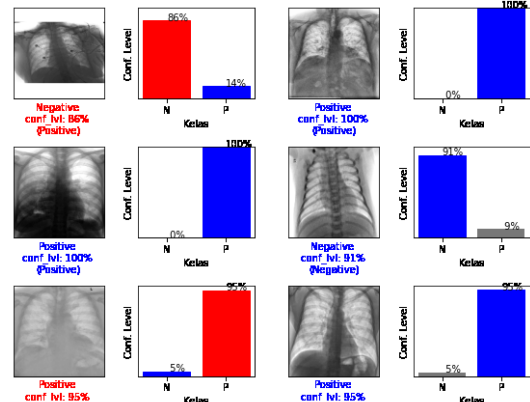 86%
14%
Conf. Level
N P
Kelas
Negative
conf_lvl: 86%
(Positive)
100%
0%
Conf. Level
N P
Kelas
Positive
conf_lvl: 100%
(Positive)
100%
0%
Conf. Level
N P
Kelas
Positive
conf_lvl: 100%
(Positive)
91%
9%
Conf. Level
N P
Kelas
Negative
conf_lvl: 91%
(Negative)
95%
5%
Conf. Level
N P
Kelas
Positive
conf_lvl: 95%
95%
5%
Conf. Level
N P
Kelas
Positive
conf_lvl: 95%